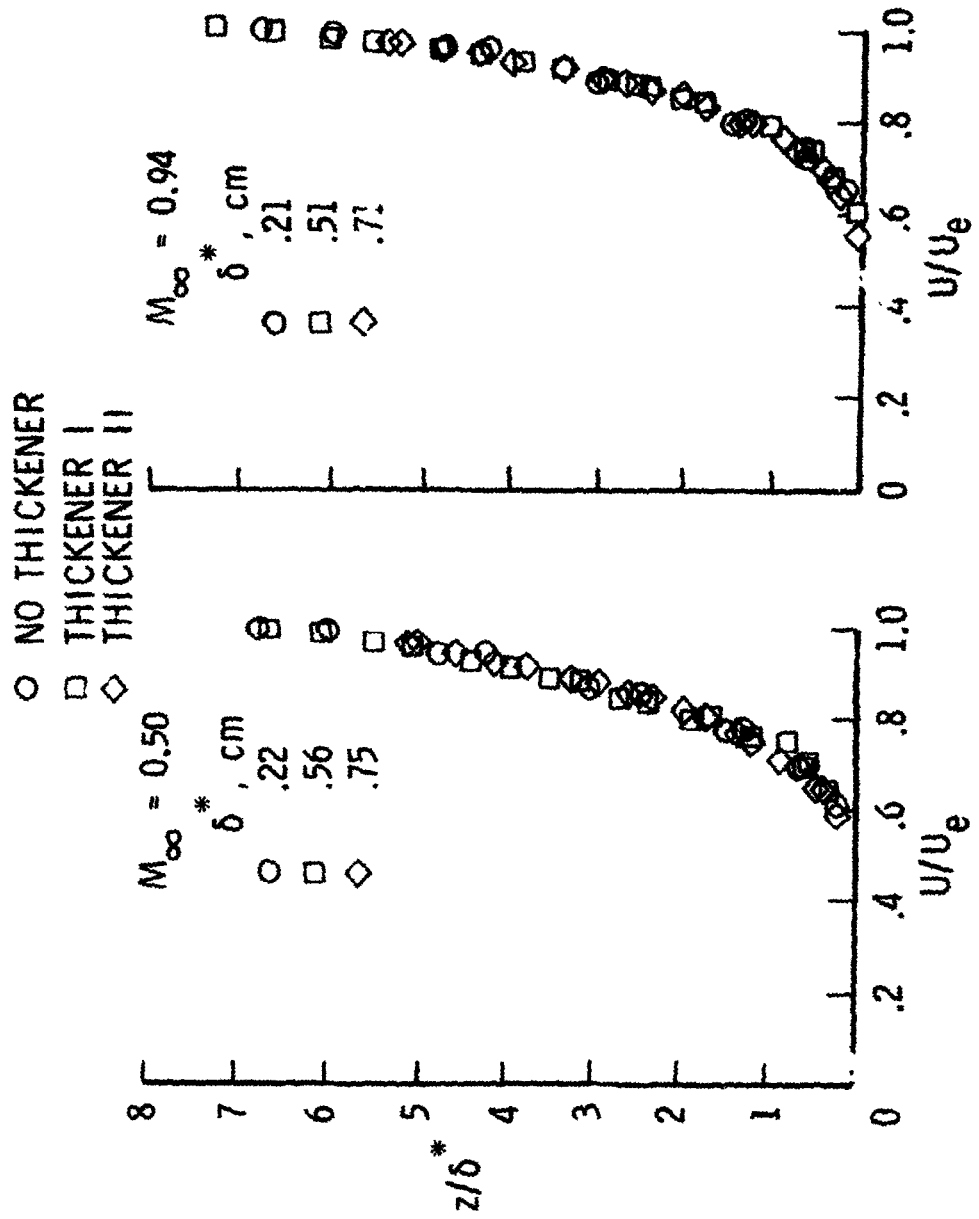 ○ NO THICKENER
□ THICKENER I
◇ THICKENER II
M∞ = 0.50
δ*, cm
○ .22
□ .56
◇ .75
z/δ*
8
7
6
5
4
3
2
1
0 .2 .4 .6 .8 1.0
U/Ue
M∞ = 0.94
δ*, cm
○ .21
□ .51
◇ .71
0 .2 .4 .6 .8 1.0
U/Ue